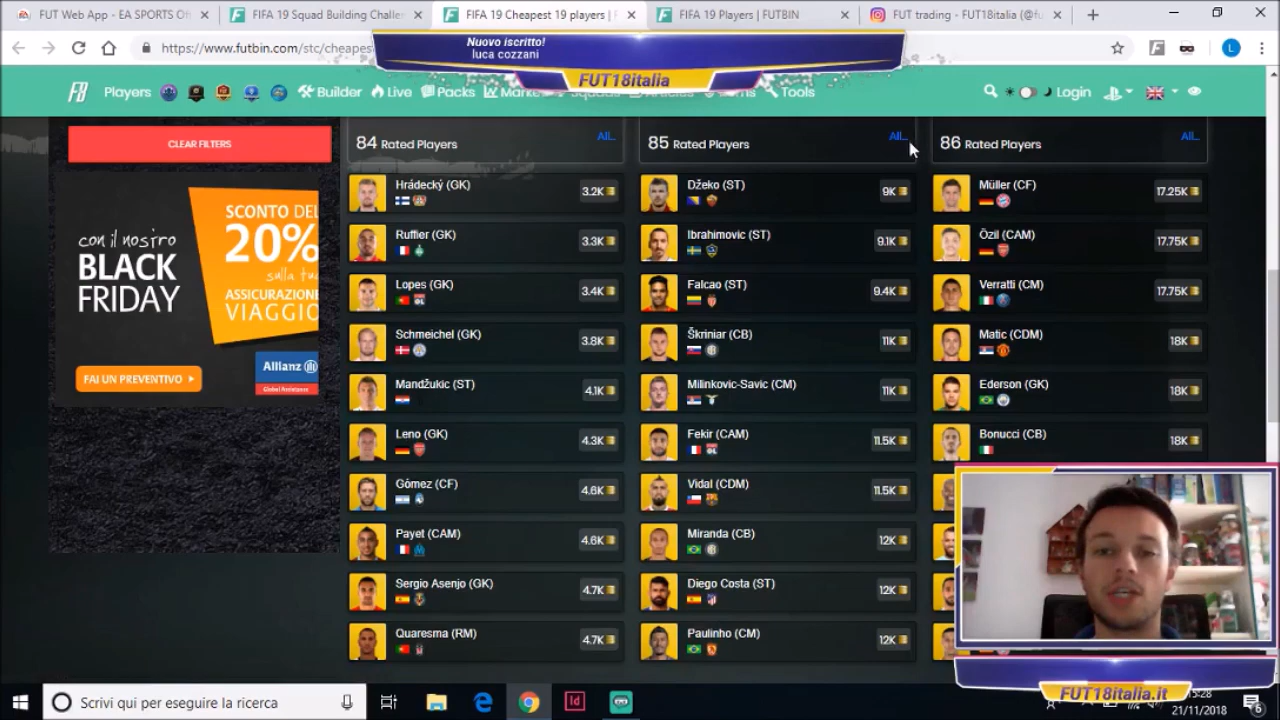 FUT Web App - EA SPORTS Of
FIFA 19 Squad Building Challen
FIFA 19 Cheapest 19 players | F
FIFA 19 Players | FUTBIN
FUT trading - FUT18italia (@fu
https://www.futbin.com/stc/cheapes
Nuovo iscritto!
luca cozzani
FUT18italia
Players
Builder
Live
Packs
Tools
Login
CLEAR FILTERS
con il nostro
BLACK
FRIDAY
SCONTO DEL
20%
sulla tua
ASSICURAZIONE
VIAGGIO
FAI UN PREVENTIVO
Allianz
Global Assistance
84 Rated Players
All...
Hrádecký (GK)
3.2K
Ruffier (GK)
3.3K
Lopes (GK)
3.4K
Schmeichel (GK)
3.8K
Mandžukic (ST)
4.1K
Leno (GK)
4.3K
Gómez (CF)
4.6K
Payet (CAM)
4.6K
Sergio Asenjo (GK)
4.7K
Quaresma (RM)
4.7K
85 Rated Players
All...
Džeko (ST)
9K
Ibrahimovic (ST)
9.1K
Falcao (ST)
9.4K
Škriniar (CB)
11K
Milinkovic-Savic (CM)
11K
Fekir (CAM)
11.5K
Vidal (CDM)
11.5K
Miranda (CB)
12K
Diego Costa (ST)
12K
Paulinho (CM)
12K
86 Rated Players
All...
Müller (CF)
17.25K
Özil (CAM)
17.75K
Verratti (CM)
17.75K
Matic (CDM)
18K
Ederson (GK)
18K
Bonucci (CB)
18K
FUT18italia.it
Scrivi qui per eseguire la ricerca
15:28
21/11/2018
6